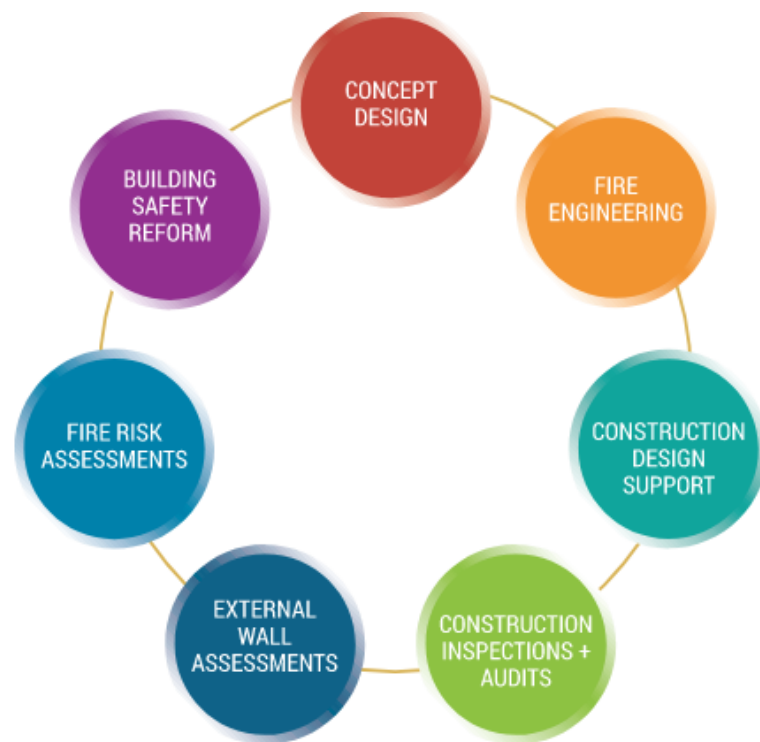 CONCEPT
DESIGN
FIRE
ENGINEERING
CONSTRUCTION
DESIGN
SUPPORT
CONSTRUCTION
INSPECTIONS +
AUDITS
EXTERNAL
WALL
ASSESSMENTS
FIRE RISK
ASSESSMENTS
BUILDING
SAFETY
REFORM